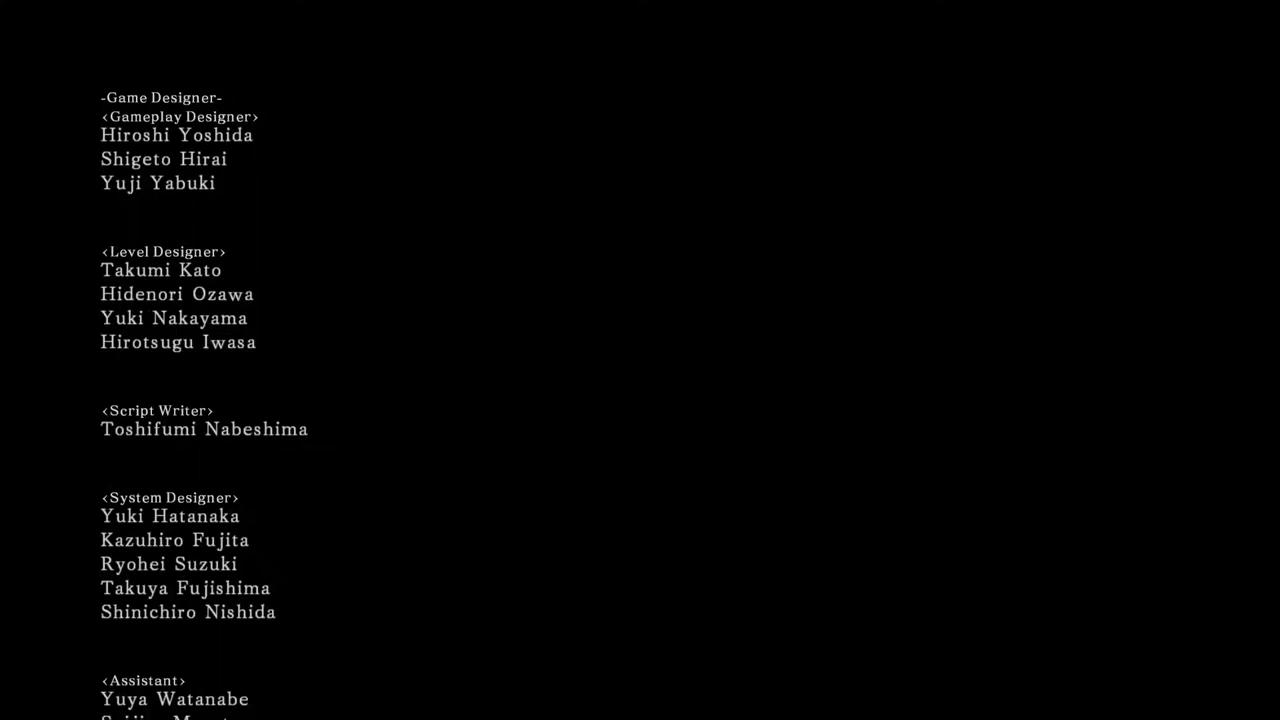 -Game Designer-
<Gameplay Designer>
Hiroshi Yoshida
Shigeto Hirai
Yuji Yabuki
<Level Designer>
Takumi Kato
Hidenori Ozawa
Yuki Nakayama
Hirotsugu Iwasa
<Script Writer>
Toshifumi Nabeshima
<System Designer>
Yuki Hatanaka
Kazuhiro Fujita
Ryohei Suzuki
Takuya Fujishima
Shinichiro Nishida
<Assistant>
Yuya Watanabe